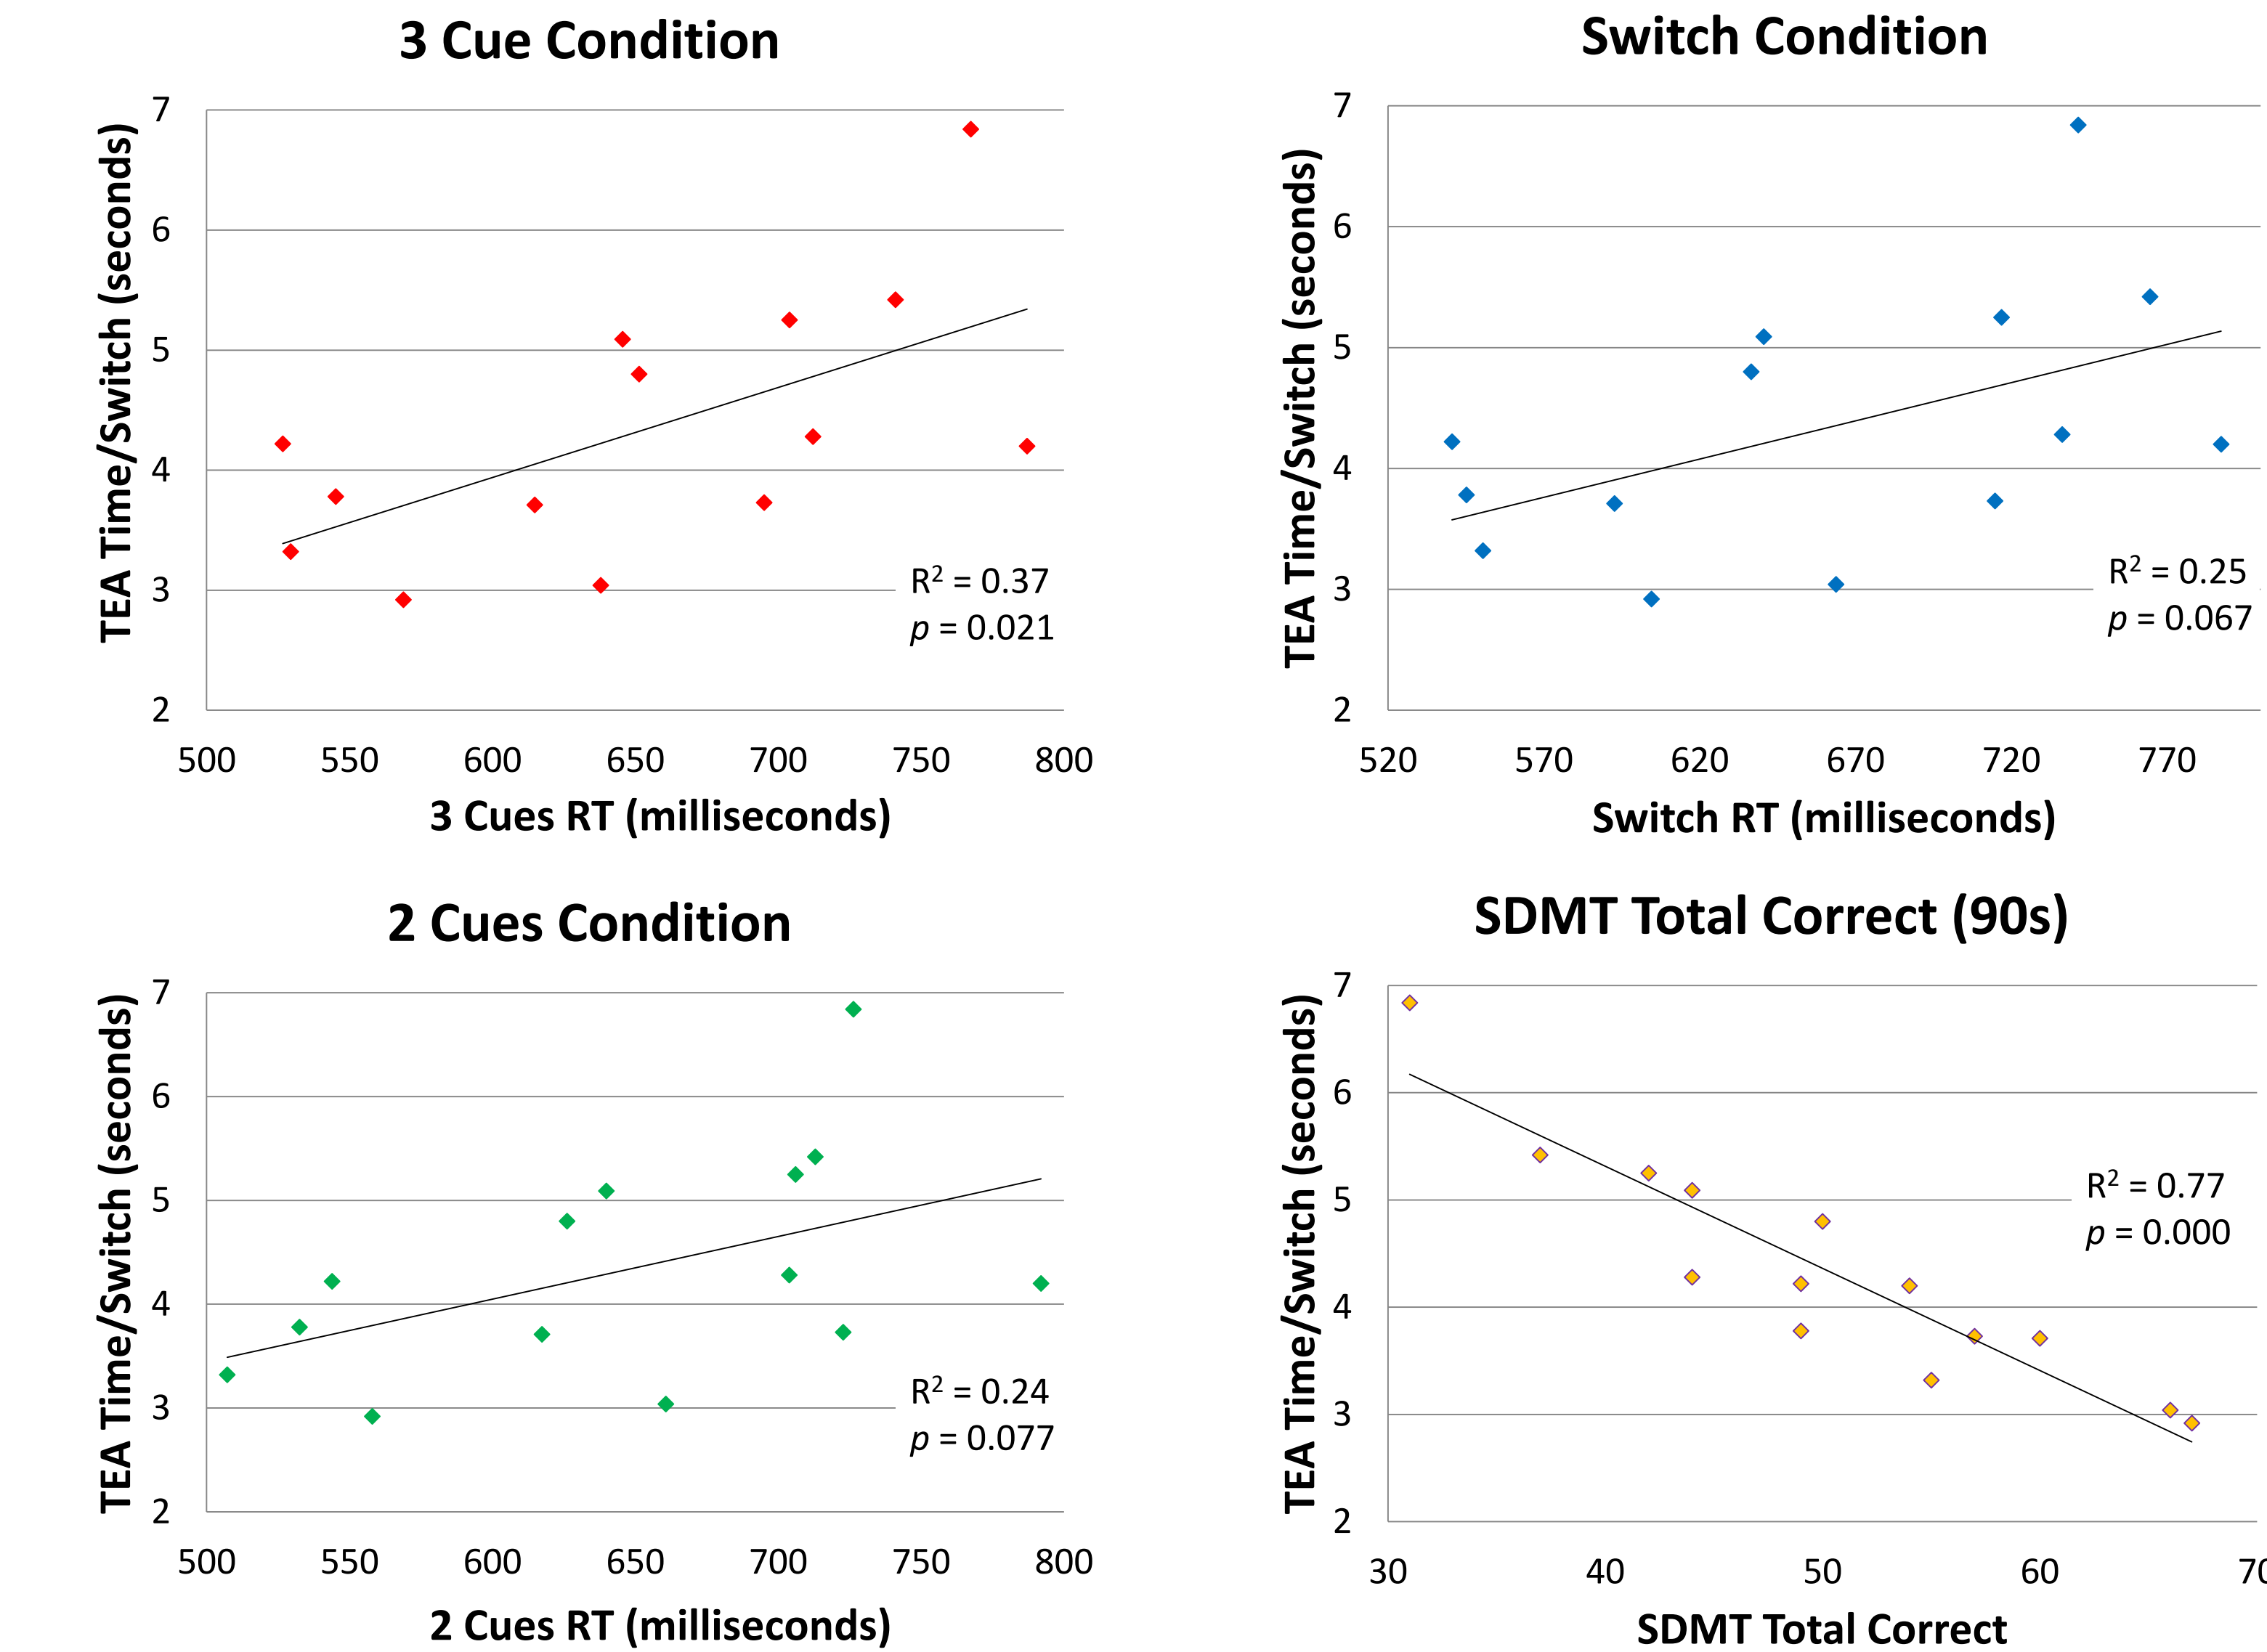 3 Cue Condition
TEA Time/Switch (seconds)
7
6
5
4
3
2
R² = 0.37
p = 0.021
500 550 600 650 700 750 800
3 Cues RT (milliseconds)
Switch Condition
TEA Time/Switch (seconds)
7
6
5
4
3
2
R² = 0.25
p = 0.067
520 570 620 670 720 770
Switch RT (milliseconds)
2 Cues Condition
TEA Time/Switch (seconds)
7
6
5
4
3
2
R² = 0.24
p = 0.077
500 550 600 650 700 750 800
2 Cues RT (milliseconds)
SDMT Total Correct (90s)
TEA Time/Switch (seconds)
7
6
5
4
3
2
R² = 0.77
p = 0.000
30 40 50 60 70
SDMT Total Correct